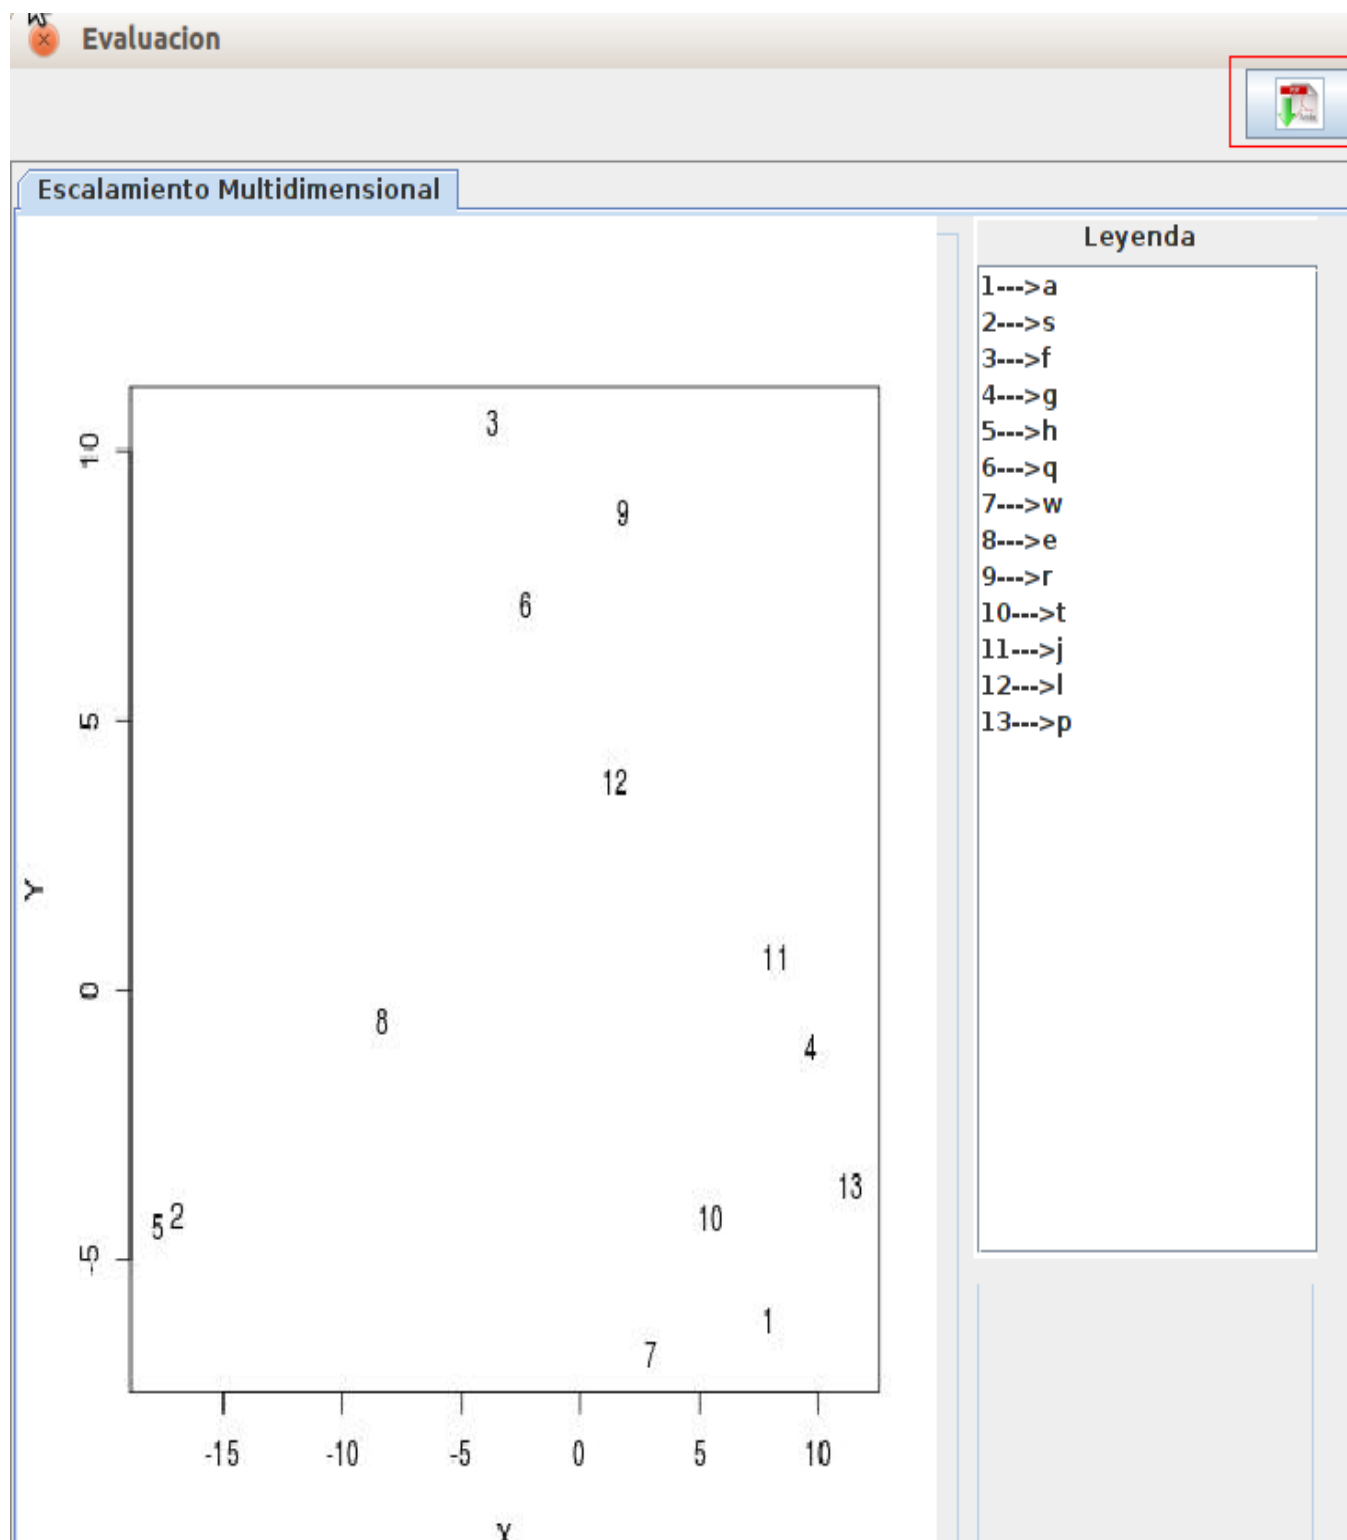 Evaluacion
PDF
Escalamiento Multidimensional
Leyenda
1--->a
2--->s
3--->f
4--->g
5--->h
6--->q
7--->w
8--->e
9--->r
10--->t
11--->j
12--->l
13--->p
3
10
9
6
5
12
Y
11
0
8
4
13
5 2
10
-5
1
7
-15 -10 -5 0 5 10
X